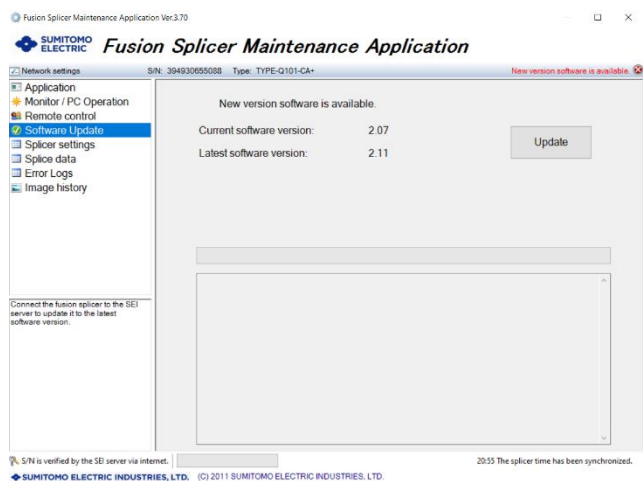 Fusion Splicer Maintenance Application Ver.3.70
SUMITOMO ELECTRIC Fusion Splicer Maintenance Application
Network settings S/N: 394930655088 Type: TYPE-Q101-CA+ New version software is available.
Application
Monitor / PC Operation
Remote control
Software Update
Splicer settings
Splice data
Error Logs
Image history
New version software is available.
Current software version: 2.07
Latest software version: 2.11
Update
Connect the fusion splicer to the SEI
server to update it to the latest
software version.
S/N is verified by the SEI server via internet. 20:55 The splicer time has been synchronized.
SUMITOMO ELECTRIC INDUSTRIES, LTD. (C) 2011 SUMITOMO ELECTRIC INDUSTRIES, LTD.